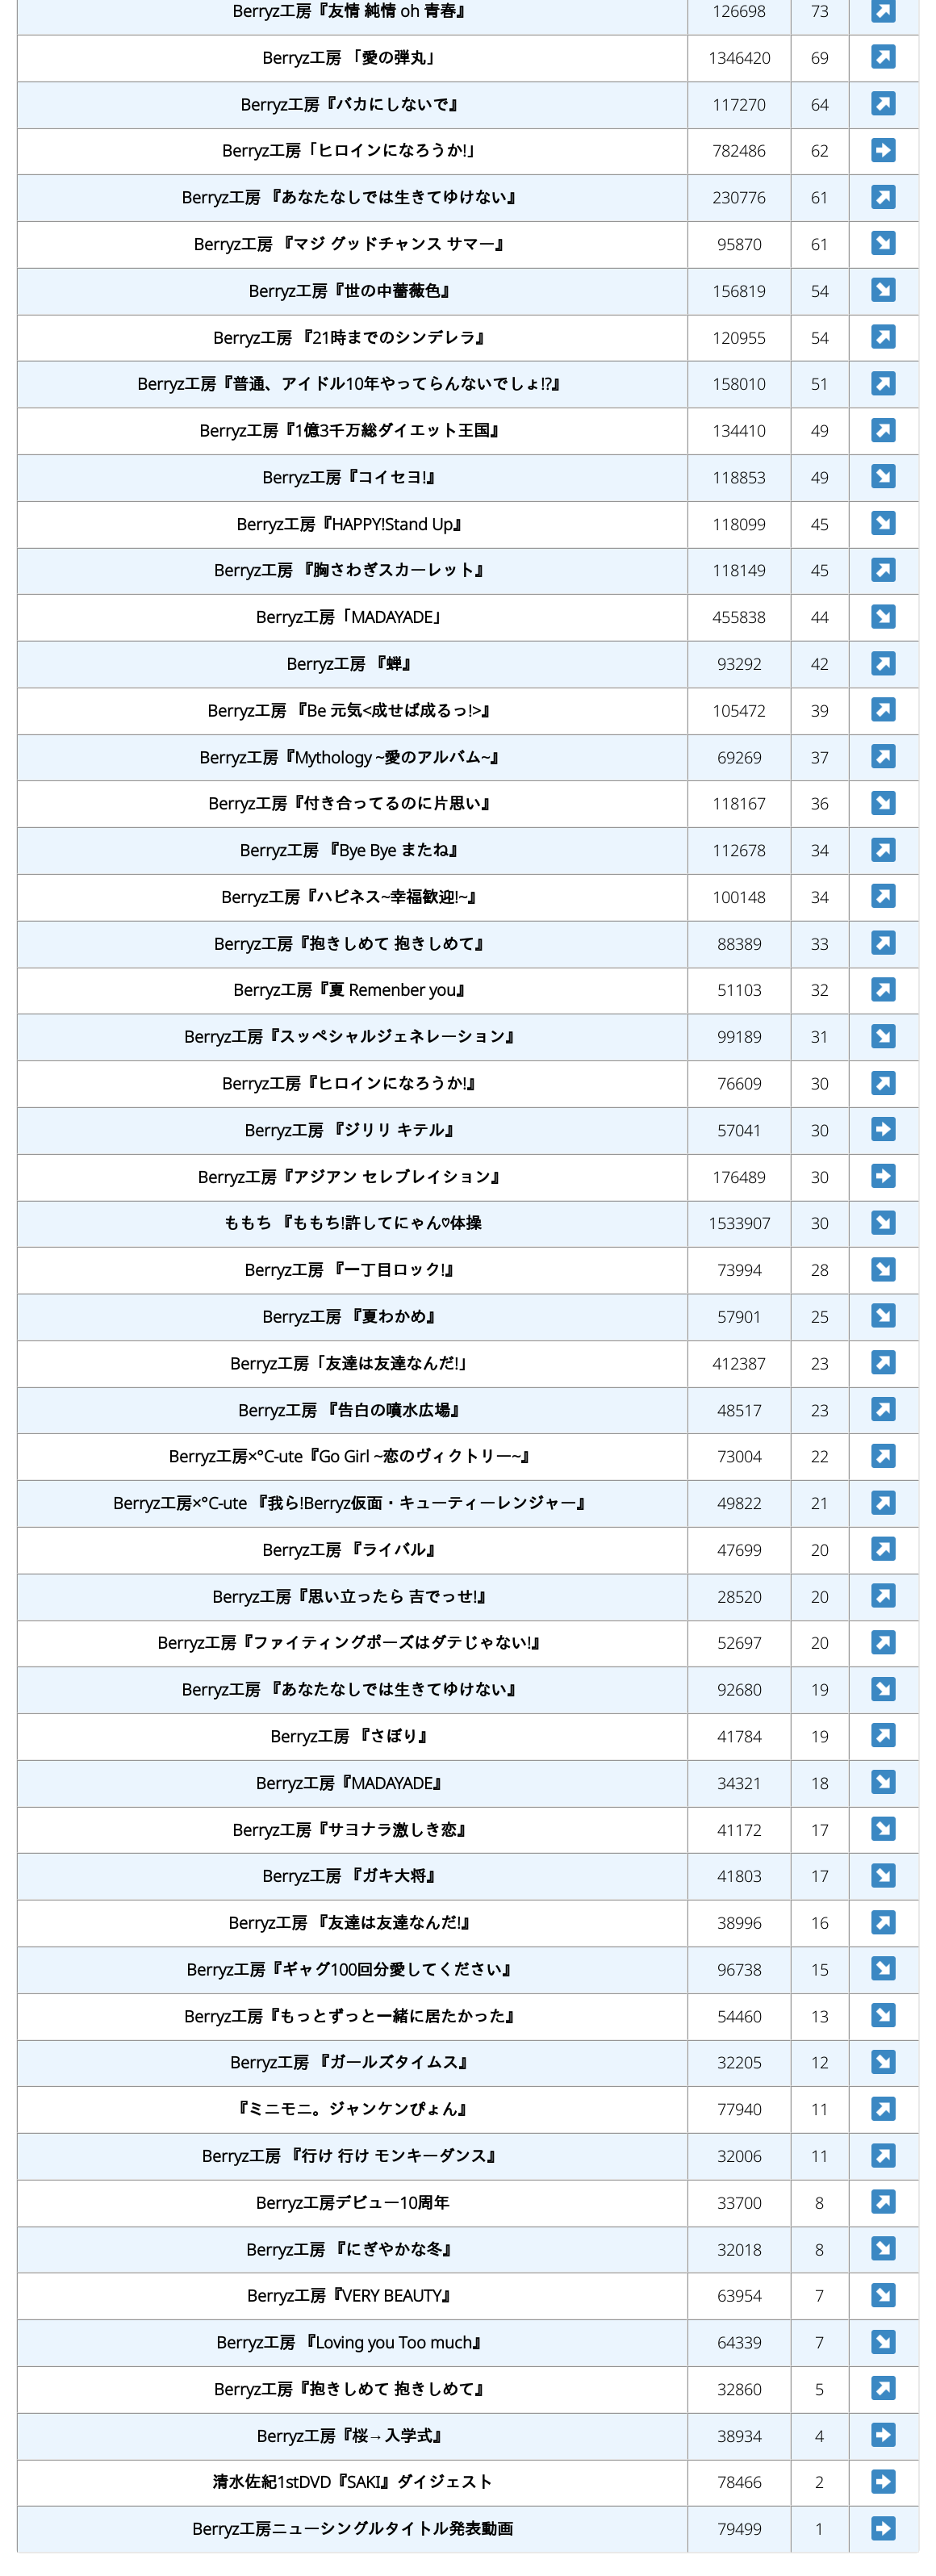 Berryz工房『友情 純情 oh 青春』 126698 73
Berryz工房 「愛の弾丸」 1346420 69
Berryz工房『バカにしないで』 117270 64
Berryz工房「ヒロインになろうか!」 782486 62
Berryz工房 『あなたなしでは生きてゆけない』 230776 61
Berryz工房 『マジ グッドチャンス サマー』 95870 61
Berryz工房『世の中薔薇色』 156819 54
Berryz工房 『21時までのシンデレラ』 120955 54
Berryz工房『普通、アイドル10年やってらんないでしょ!?』 158010 51
Berryz工房『1億3千万総ダイエット王国』 134410 49
Berryz工房『コイセヨ!』 118853 49
Berryz工房『HAPPY!Stand Up』 118099 45
Berryz工房 『胸さわぎスカーレット』 118149 45
Berryz工房「MADAYADE」 455838 44
Berryz工房 『蝉』 93292 42
Berryz工房 『Be 元気<成せば成るっ!>』 105472 39
Berryz工房『Mythology ~愛のアルバム~』 69269 37
Berryz工房『付き合ってるのに片思い』 118167 36
Berryz工房 『Bye Bye またね』 112678 34
Berryz工房『ハピネス~幸福歓迎!~』 100148 34
Berryz工房『抱きしめて 抱きしめて』 88389 33
Berryz工房『夏 Remenber you』 51103 32
Berryz工房『スッペシャルジェネレーション』 99189 31
Berryz工房『ヒロインになろうか!』 76609 30
Berryz工房 『ジリリ キテル』 57041 30
Berryz工房『アジアン セレブレイション』 176489 30
ももち 『ももち!許してにゃん♡体操 1533907 30
Berryz工房 『一丁目ロック!』 73994 28
Berryz工房 『夏わかめ』 57901 25
Berryz工房「友達は友達なんだ!」 412387 23
Berryz工房 『告白の噴水広場』 48517 23
Berryz工房×°C-ute『Go Girl ~恋のヴィクトリー~』 73004 22
Berryz工房×°C-ute 『我ら!Berryz仮面・キューティーレンジャー』 49822 21
Berryz工房 『ライバル』 47699 20
Berryz工房『思い立ったら 吉でっせ!』 28520 20
Berryz工房『ファイティングポーズはダテじゃない!』 52697 20
Berryz工房 『あなたなしでは生きてゆけない』 92680 19
Berryz工房 『さぼり』 41784 19
Berryz工房『MADAYADE』 34321 18
Berryz工房『サヨナラ激しき恋』 41172 17
Berryz工房 『ガキ大将』 41803 17
Berryz工房 『友達は友達なんだ!』 38996 16
Berryz工房『ギャグ100回分愛してください』 96738 15
Berryz工房『もっとずっと一緒に居たかった』 54460 13
Berryz工房 『ガールズタイムス』 32205 12
『ミニモニ。ジャンケンぴょん』 77940 11
Berryz工房 『行け 行け モンキーダンス』 32006 11
Berryz工房デビュー10周年 33700 8
Berryz工房 『にぎやかな冬』 32018 8
Berryz工房『VERY BEAUTY』 63954 7
Berryz工房 『Loving you Too much』 64339 7
Berryz工房『抱きしめて 抱きしめて』 32860 5
Berryz工房『桜→入学式』 38934 4
清水佐紀1stDVD『SAKI』ダイジェスト 78466 2
Berryz工房ニューシングルタイトル発表動画 79499 1